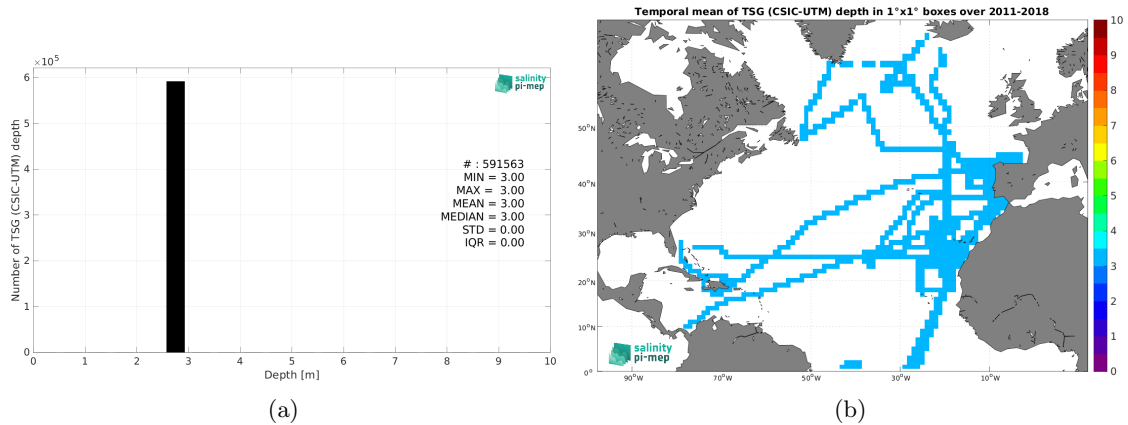 ×10⁵
6
5
4
3
2
1
0
0 1 2 3 4 5 6 7 8 9 10
Number of TSG (CSIC-UTM) depth
Depth [m]
salinity
pi-mep
# : 591563
MIN = 3.00
MAX = 3.00
MEAN = 3.00
MEDIAN = 3.00
STD = 0.00
IQR = 0.00
(a)
Temporal mean of TSG (CSIC-UTM) depth in 1°x1° boxes over 2011-2018
50°N
40°N
30°N
20°N
10°N
0°
90°W 70°W 50°W 30°W 10°W
salinity
pi-mep
10
9
8
7
6
5
4
3
2
1
0
(b)